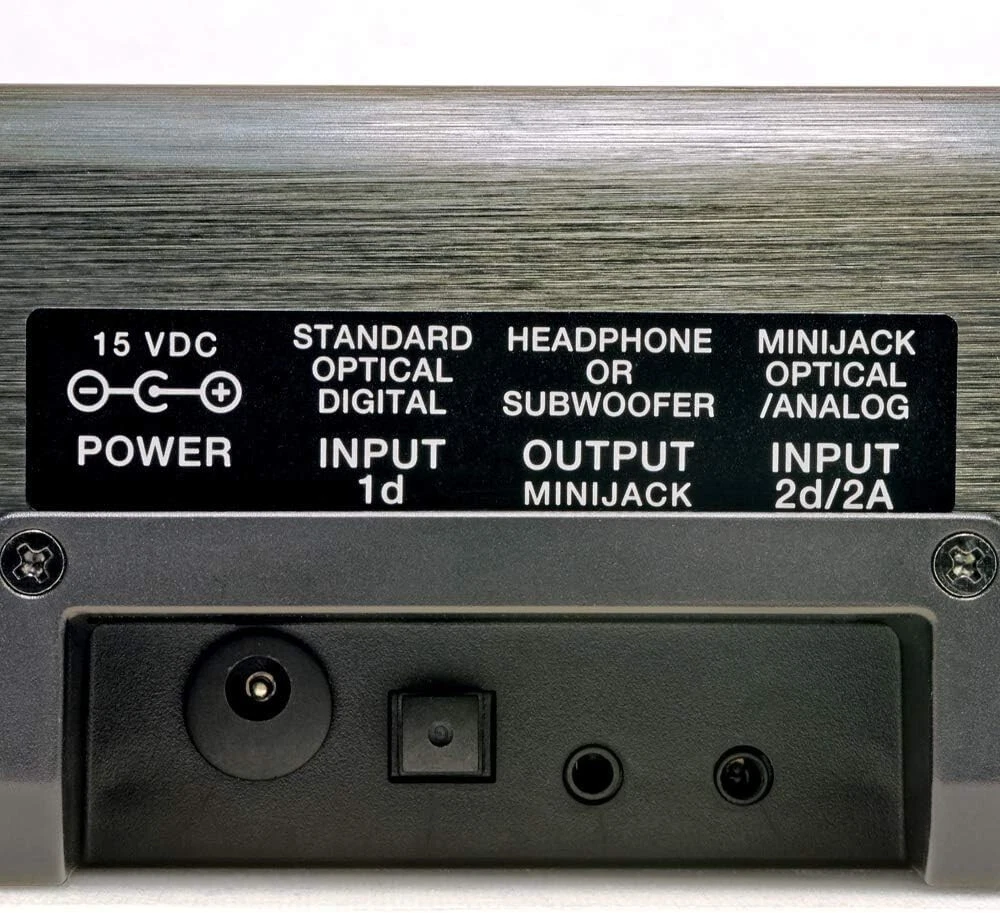 15 VDC
POWER
STANDARD
OPTICAL
DIGITAL
INPUT
1d
HEADPHONE
OR
SUBWOOFER
OUTPUT
MINIJACK
MINIJACK
OPTICAL
/ANALOG
INPUT
2d/2A